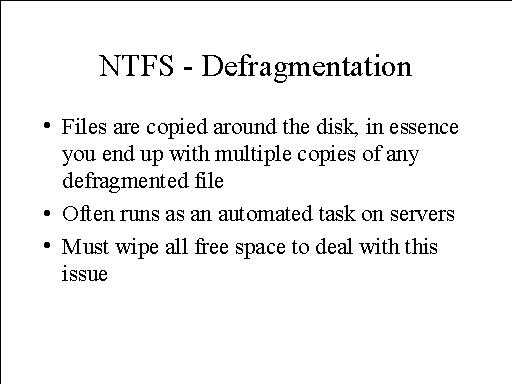 NTFS - Defragmentation
• Files are copied around the disk, in essence
you end up with multiple copies of any
defragmented file
• Often runs as an automated task on servers
• Must wipe all free space to deal with this
issue